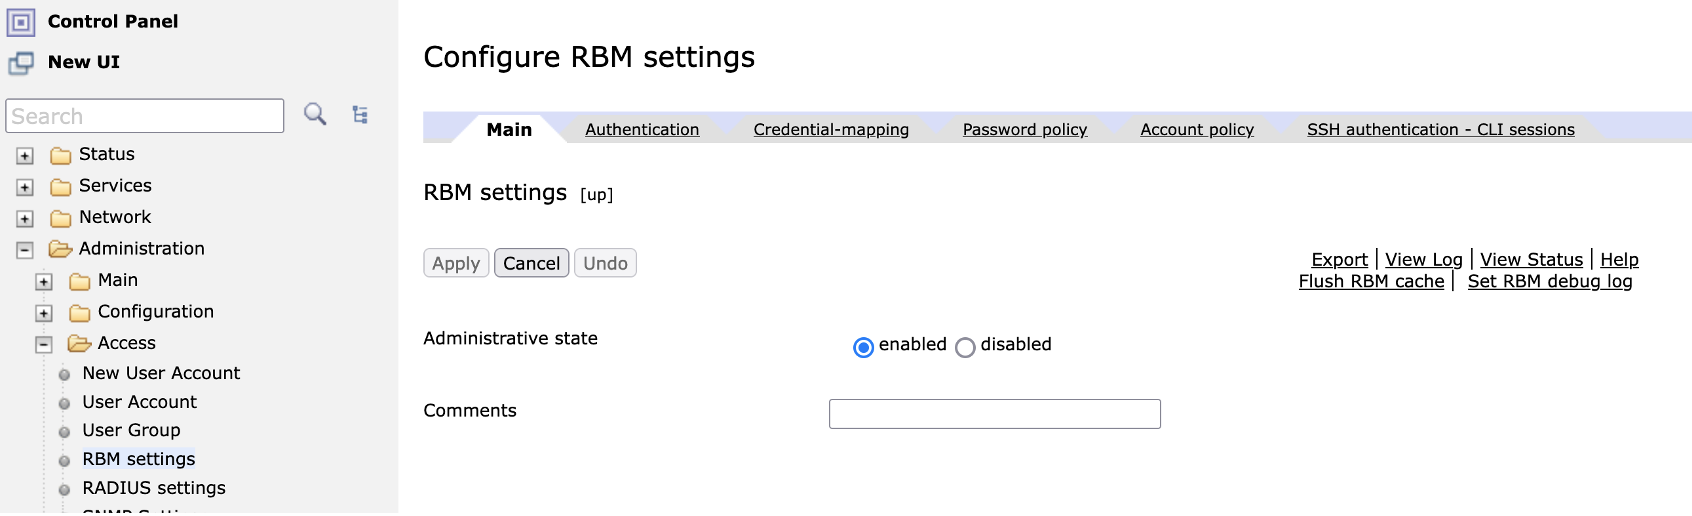 Control Panel
New UI
Search
Status
Services
Network
Administration
Main
Configuration
Access
New User Account
User Account
User Group
RBM settings
RADIUS settings
Configure RBM settings
Main Authentication Credential-mapping Password policy Account policy SSH authentication - CLI sessions
RBM settings [up]
Apply Cancel Undo
Export | View Log | View Status | Help
Flush RBM cache | Set RBM debug log
Administrative state enabled disabled
Comments